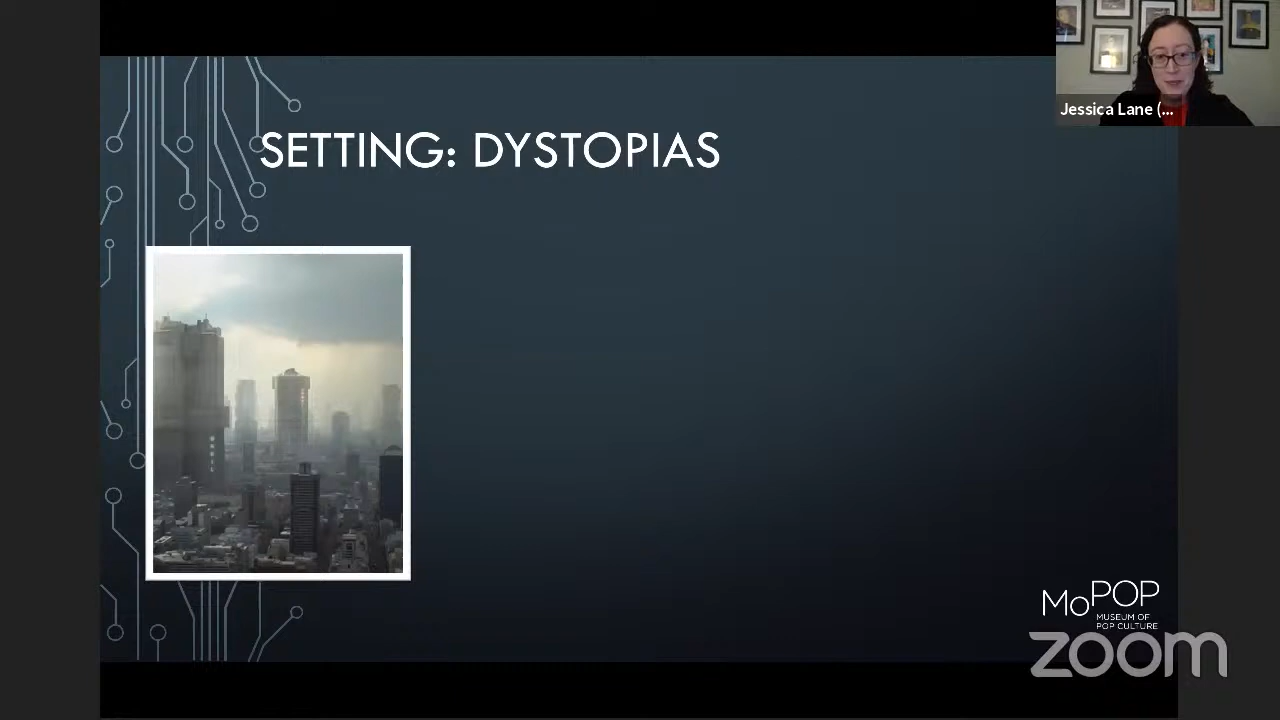 Jessica Lane (...
SETTING: DYSTOPIAS
MoPOP
MUSEUM OF
POP CULTURE
zoom